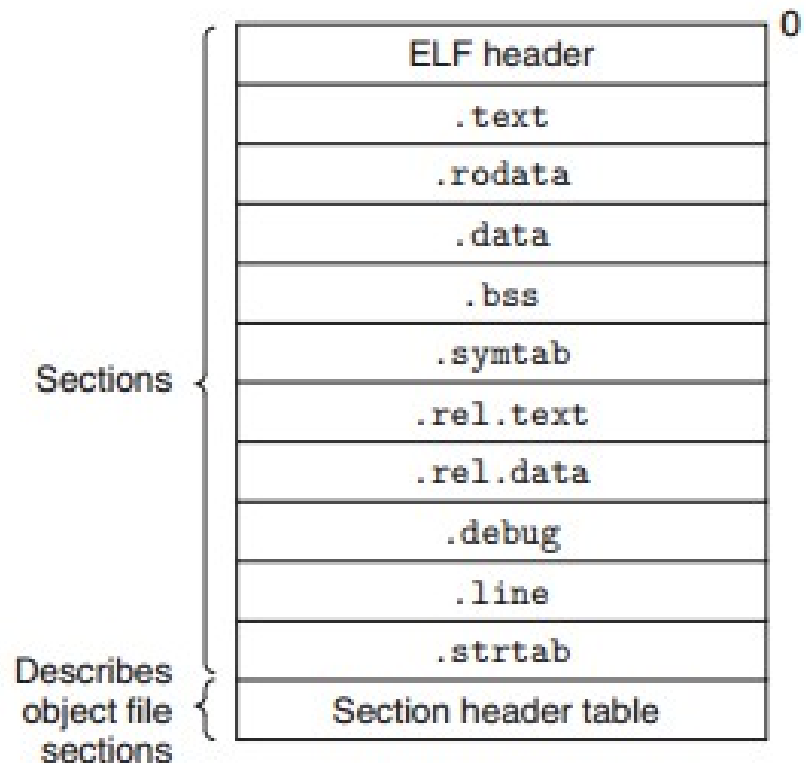 0
ELF header
.text
.rodata
.data
.bss
.symtab
Sections
.rel.text
.rel.data
.debug
.line
.strtab
Describes
object file
sections
Section header table